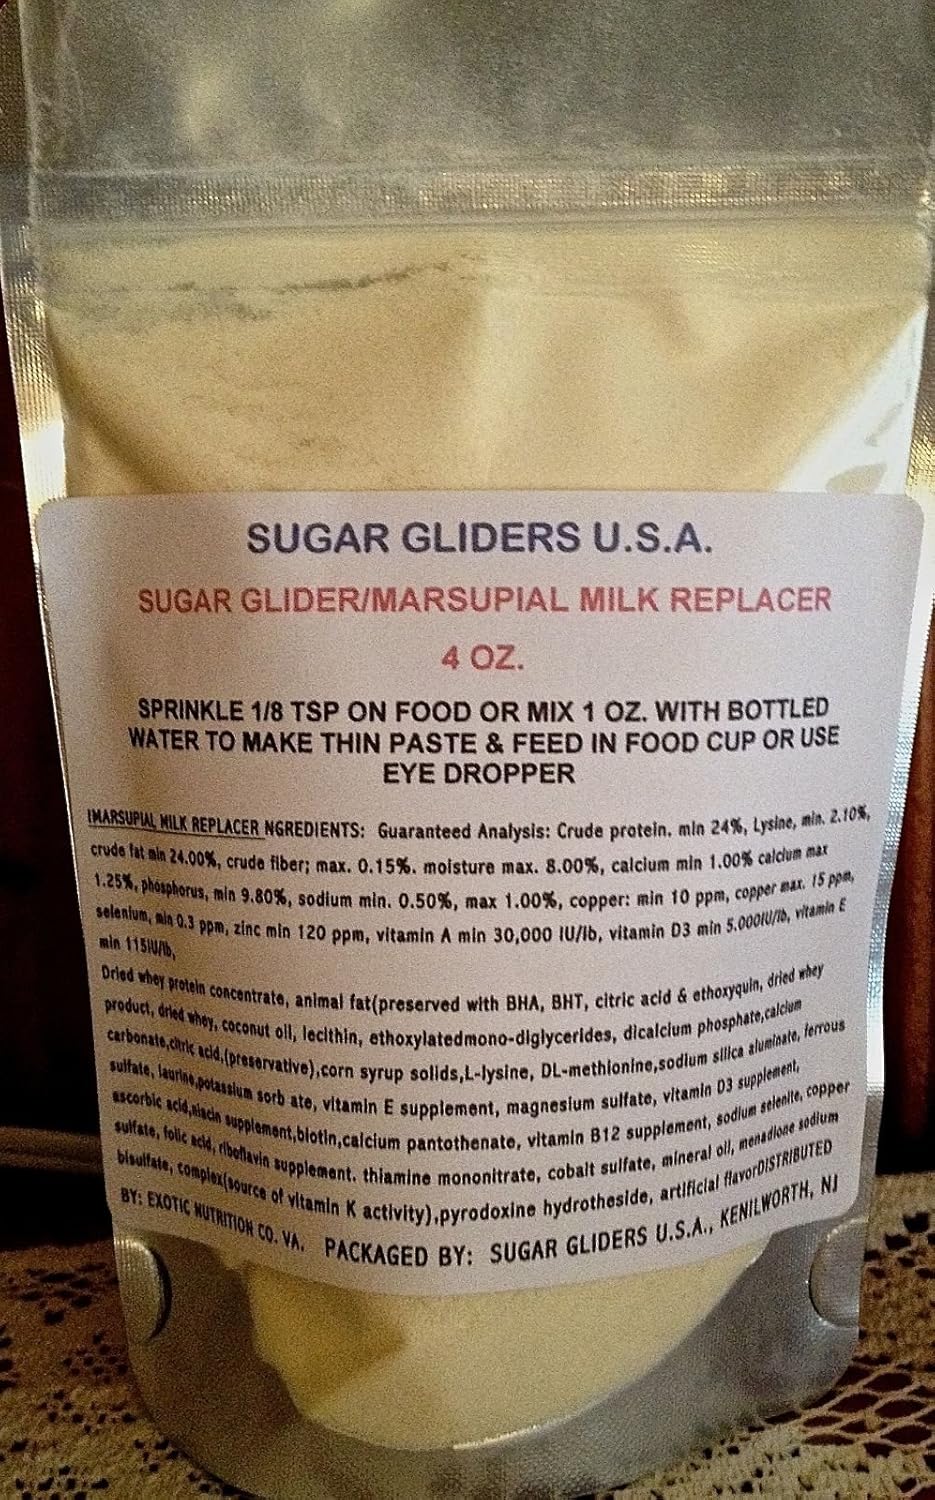 SUGAR GLIDERS U.S.A.
SUGAR GLIDER/MARSUPIAL MILK REPLACER
4 OZ.
SPRINKLE 1/8 TSP ON FOOD OR MIX 1 OZ. WITH BOTTLED
WATER TO MAKE THIN PASTE & FEED IN FOOD CUP OR USE
EYE DROPPER
IMARSUPIAL MILK REPLACER NGREDIENTS: Guaranteed Analysis: Crude protein. min 24%, Lysine, min. 2.10%,
crude fat min 24.00%, crude fiber; max. 0.15%. moisture max. 8.00%, calcium min 1.00% calcium max
1.25%, phosphorus, min 9.80%, sodium min. 0.50%, max 1.00%, copper: min 10 ppm, copper max. 15 ppm,
selenium, min 0.3 ppm, zinc min 120 ppm, vitamin A min 30,000 IU/lb, vitamin D3 min 5.000IU/lb, vitamin E
min 115IU/lb,
Dried whey protein concentrate, animal fat(preserved with BHA, BHT, citric acid & ethoxyquin, dried whey
product, dried whey, coconut oil, lecithin, ethoxylatedmono-diglycerides, dicalcium phosphate,calcium
carbonate,citric acid,(preservative),corn syrup solids,L-lysine, DL-methionine,sodium silica aluminate, ferrous
sulfate, laurine,potassium sorb ate, vitamin E supplement, magnesium sulfate, vitamin D3 supplement,
ascorbic acid,niacin supplement,biotin,calcium pantothenate, vitamin B12 supplement, sodium selenite, copper
sulfate, folic acid, riboflavin supplement. thiamine mononitrate, cobalt sulfate, mineral oil, menadione sodium
bisulfate, complex(source of vitamin K activity),pyrodoxine hydrotheside, artificial flavorDISTRIBUTED
BY: EXOTIC NUTRITION CO. VA. PACKAGED BY: SUGAR GLIDERS U.S.A., KENILWORTH, NJ